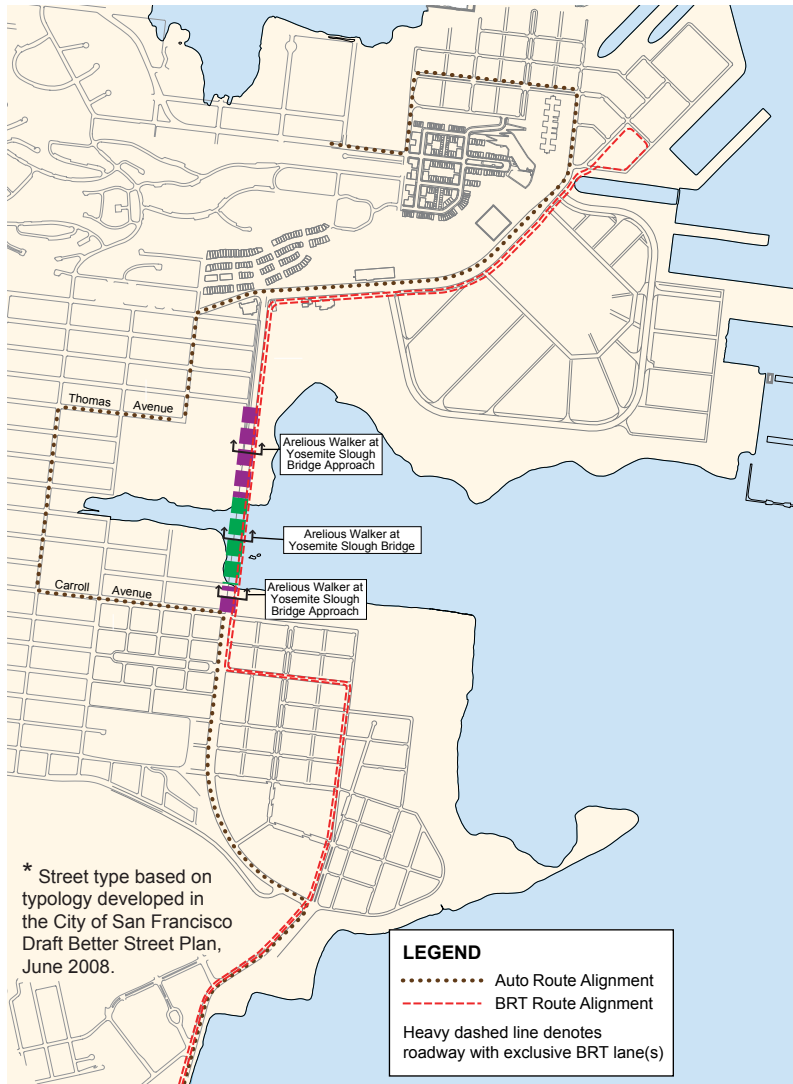 Thomas Avenue
Arelious Walker at
Yosemite Slough
Bridge Approach
Arelious Walker at
Yosemite Slough Bridge
Carroll Avenue
Arelious Walker at
Yosemite Slough
Bridge Approach
* Street type based on
typology developed in
the City of San Francisco
Draft Better Street Plan,
June 2008.
LEGEND
Auto Route Alignment
BRT Route Alignment
Heavy dashed line denotes
roadway with exclusive BRT lane(s)